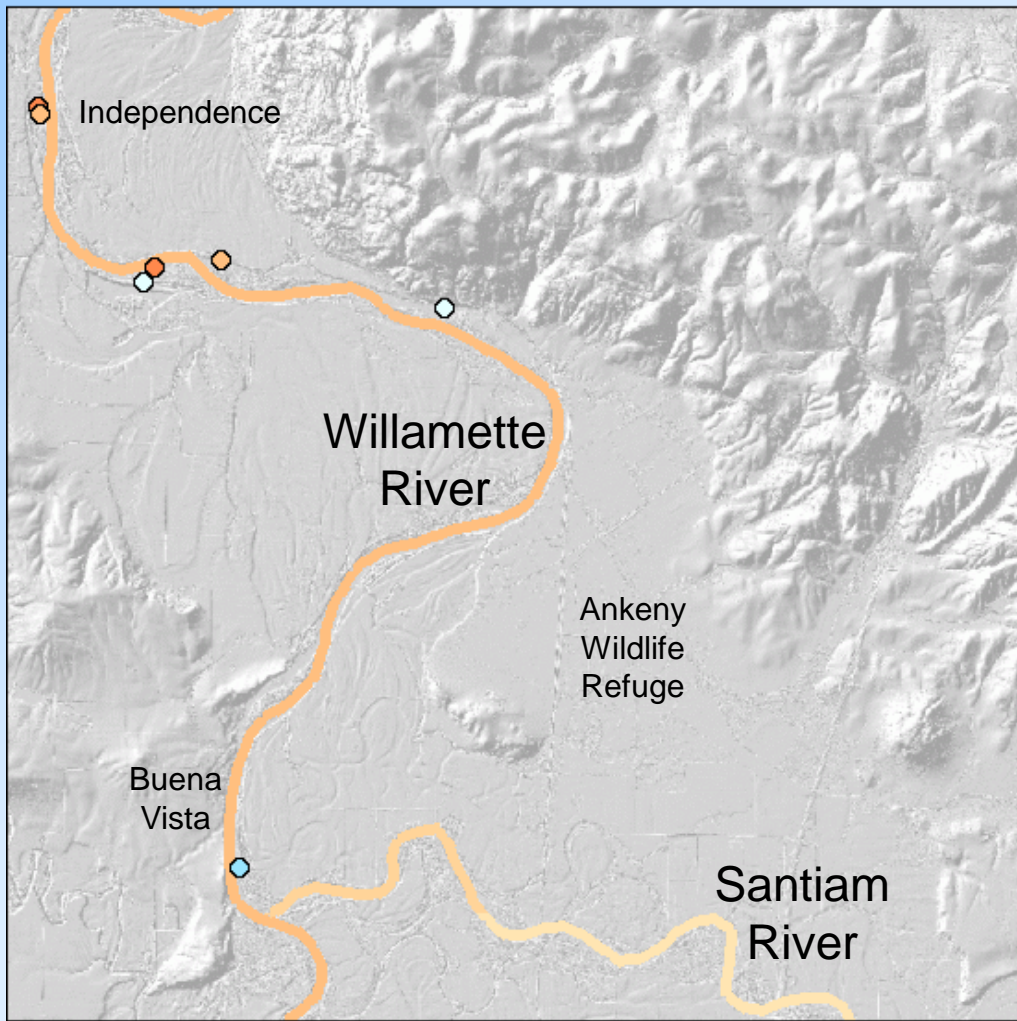 Independence
Willamette
River
Ankeny
Wildlife
Refuge
Buena
Vista
Santiam
River